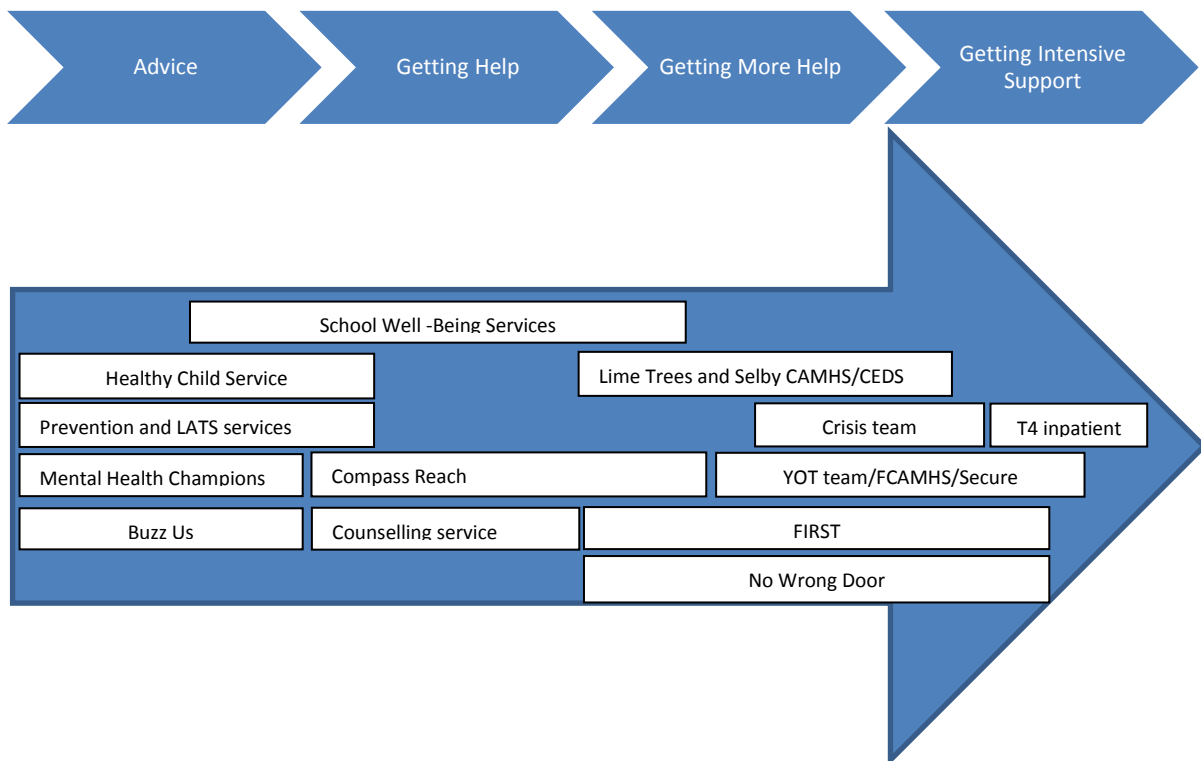 Advice
Getting Help
Getting More Help
Getting Intensive
Support
School Well -Being Services
Healthy Child Service
Lime Trees and Selby CAMHS/CEDS
Prevention and LATS services
Crisis team
T4 inpatient
Mental Health Champions
Compass Reach
YOT team/FCAMHS/Secure
Buzz Us
Counselling service
FIRST
No Wrong Door